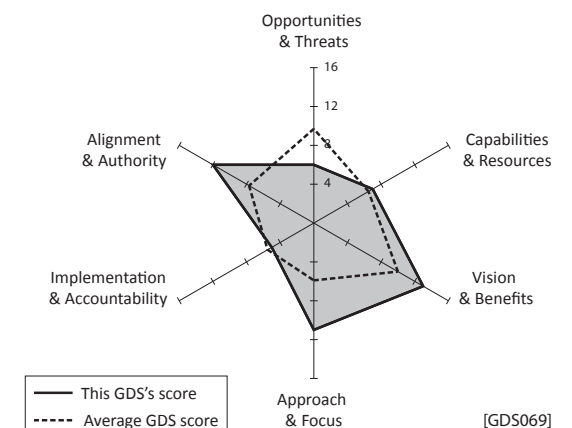 Opportunities
& Threats
16
12
8
4
Alignment
& Authority
Capabilities
& Resources
Implementation
& Accountability
Vision
& Benefits
Approach
& Focus
This GDS's score
Average GDS score
[GDS069]